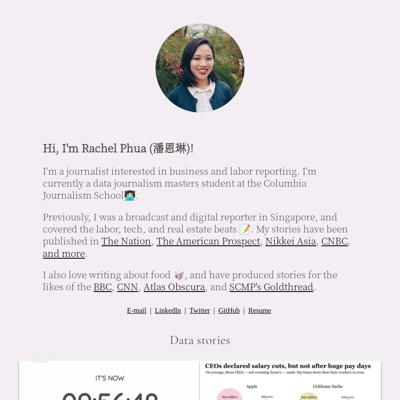 Hi, I'm Rachel Phua (潘恩琳)!
I'm a journalist interested in business and labor reporting. I'm
currently a data journalism masters student at the Columbia
Journalism School👩🏻‍💻.
Previously, I was a broadcast and digital reporter in Singapore, and
covered the labor, tech, and real estate beats 📝. My stories have been
published in The Nation, The American Prospect, Nikkei Asia, CNBC,
and more.
I also love writing about food 🥡, and have produced stories for the
likes of the BBC, CNN, Atlas Obscura, and SCMP's Goldthread.
E-mail | LinkedIn | Twitter | GitHub | Resume
Data stories
IT'S NOW
CEOs declared salary cuts, but not after huge pay days
Apple Goldman Sachs